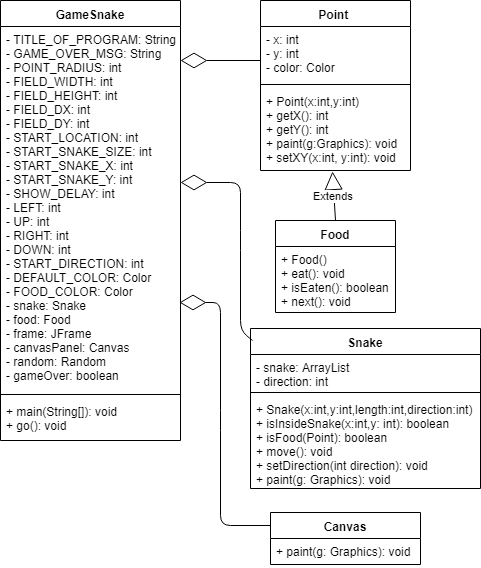 GameSnake
- TITLE_OF_PROGRAM: String
- GAME_OVER_MSG: String
- POINT_RADIUS: int
- FIELD_WIDTH: int
- FIELD_HEIGHT: int
- FIELD_DX: int
- FIELD_DY: int
- START_LOCATION: int
- START_SNAKE_SIZE: int
- START_SNAKE_X: int
- START_SNAKE_Y: int
- SHOW_DELAY: int
- LEFT: int
- UP: int
- RIGHT: int
- DOWN: int
- START_DIRECTION: int
- DEFAULT_COLOR: Color
- FOOD_COLOR: Color
- snake: Snake
- food: Food
- frame: JFrame
- canvasPanel: Canvas
- random: Random
- gameOver: boolean
+ main(String[]): void
+ go(): void
Point
- x: int
- y: int
- color: Color
+ Point(x:int,y:int)
+ getX(): int
+ getY(): int
+ paint(g:Graphics): void
+ setXY(x:int, y:int): void
Extends
Food
+ Food()
+ eat(): void
+ isEaten(): boolean
+ next(): void
Snake
- snake: ArrayList
- direction: int
+ Snake(x:int,y:int,length:int,direction:int)
+ isInsideSnake(x:int,y: int): boolean
+ isFood(Point): boolean
+ move(): void
+ setDirection(int direction): void
+ paint(g: Graphics): void
Canvas
+ paint(g: Graphics): void